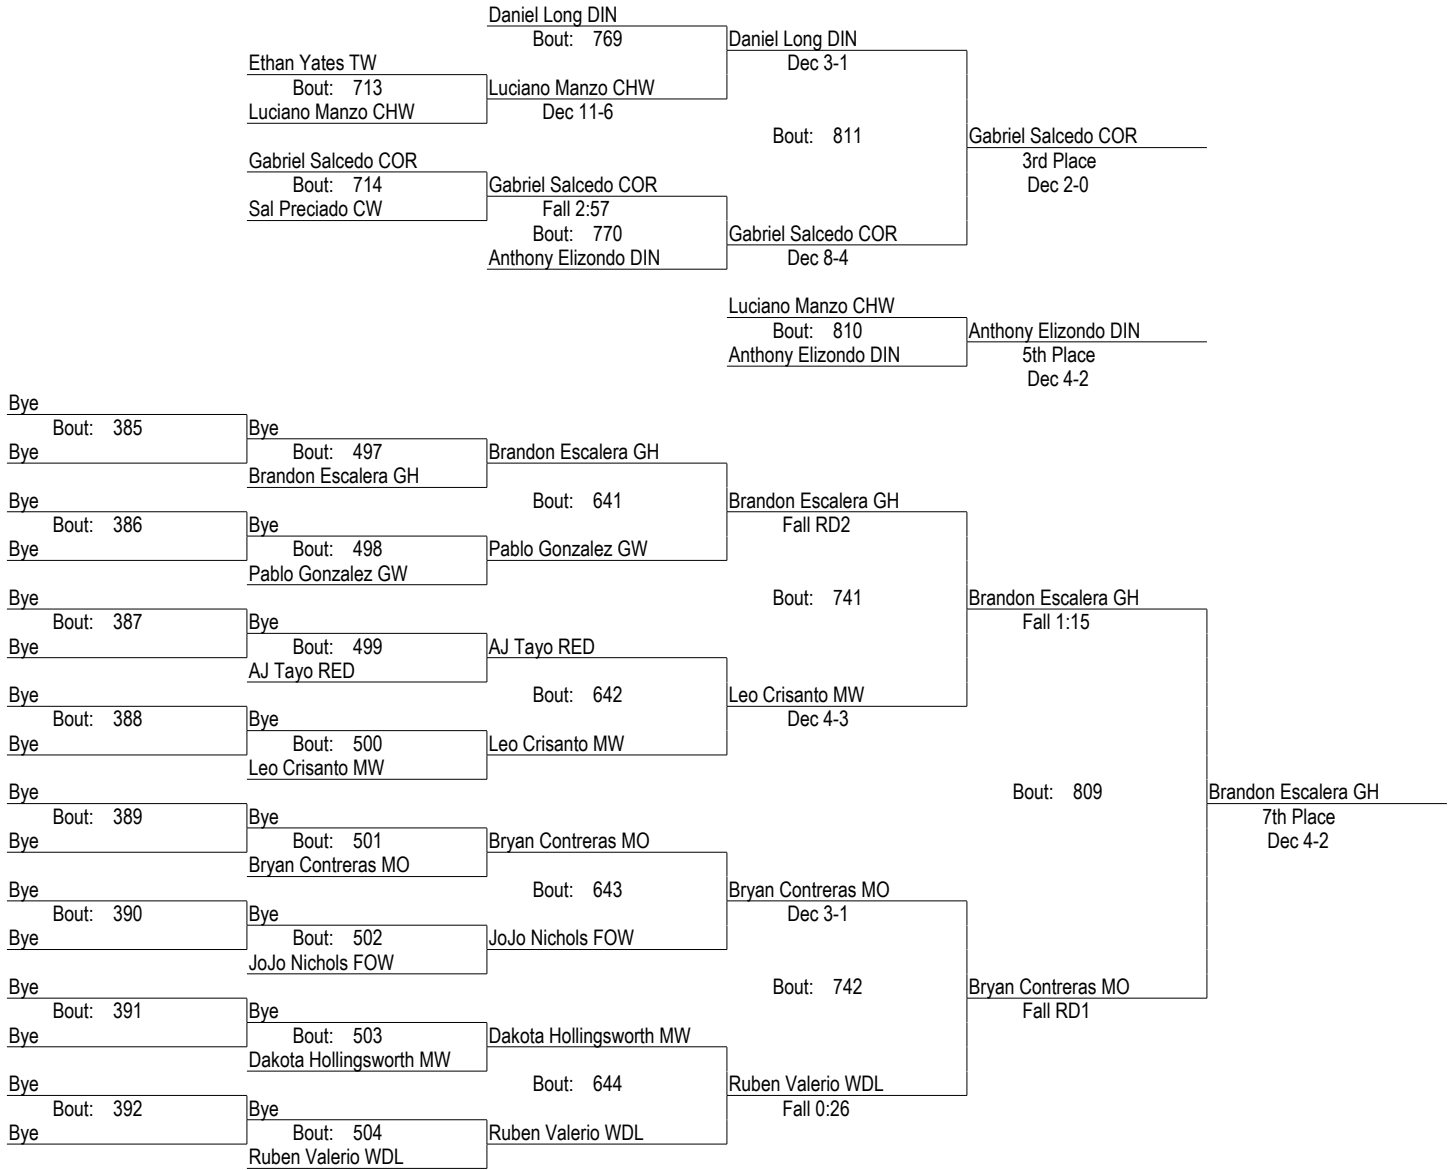 Daniel Long DIN
Bout: 769
Daniel Long DIN
Ethan Yates TW
Dec 3-1
Bout: 713
Luciano Manzo CHW
Luciano Manzo CHW
Dec 11-6
Bout: 811
Gabriel Salcedo COR
Gabriel Salcedo COR
3rd Place
Bout: 714
Gabriel Salcedo COR
Dec 2-0
Sal Preciado CW
Fall 2:57
Bout: 770
Gabriel Salcedo COR
Anthony Elizondo DIN
Dec 8-4
Luciano Manzo CHW
Bout: 810
Anthony Elizondo DIN
Anthony Elizondo DIN
5th Place
Dec 4-2
Bye
Bout: 385
Bye
Bye
Bout: 497
Brandon Escalera GH
Brandon Escalera GH
Bye
Bout: 641
Brandon Escalera GH
Bout: 386
Bye
Fall RD2
Bye
Bout: 498
Pablo Gonzalez GW
Pablo Gonzalez GW
Bye
Bout: 741
Brandon Escalera GH
Bout: 387
Bye
Fall 1:15
Bye
Bout: 499
AJ Tayo RED
AJ Tayo RED
Bye
Bout: 642
Leo Crisanto MW
Bout: 388
Bye
Dec 4-3
Bye
Bout: 500
Leo Crisanto MW
Leo Crisanto MW
Bye
Bout: 809
Brandon Escalera GH
Bout: 389
Bye
7th Place
Bye
Bout: 501
Bryan Contreras MO
Dec 4-2
Bryan Contreras MO
Bye
Bout: 643
Bryan Contreras MO
Bout: 390
Bye
Dec 3-1
Bye
Bout: 502
JoJo Nichols FOW
JoJo Nichols FOW
Bye
Bout: 742
Bryan Contreras MO
Bout: 391
Bye
Fall RD1
Bye
Bout: 503
Dakota Hollingsworth MW
Dakota Hollingsworth MW
Bye
Bout: 644
Ruben Valerio WDL
Bout: 392
Bye
Fall 0:26
Bye
Bout: 504
Ruben Valerio WDL
Ruben Valerio WDL